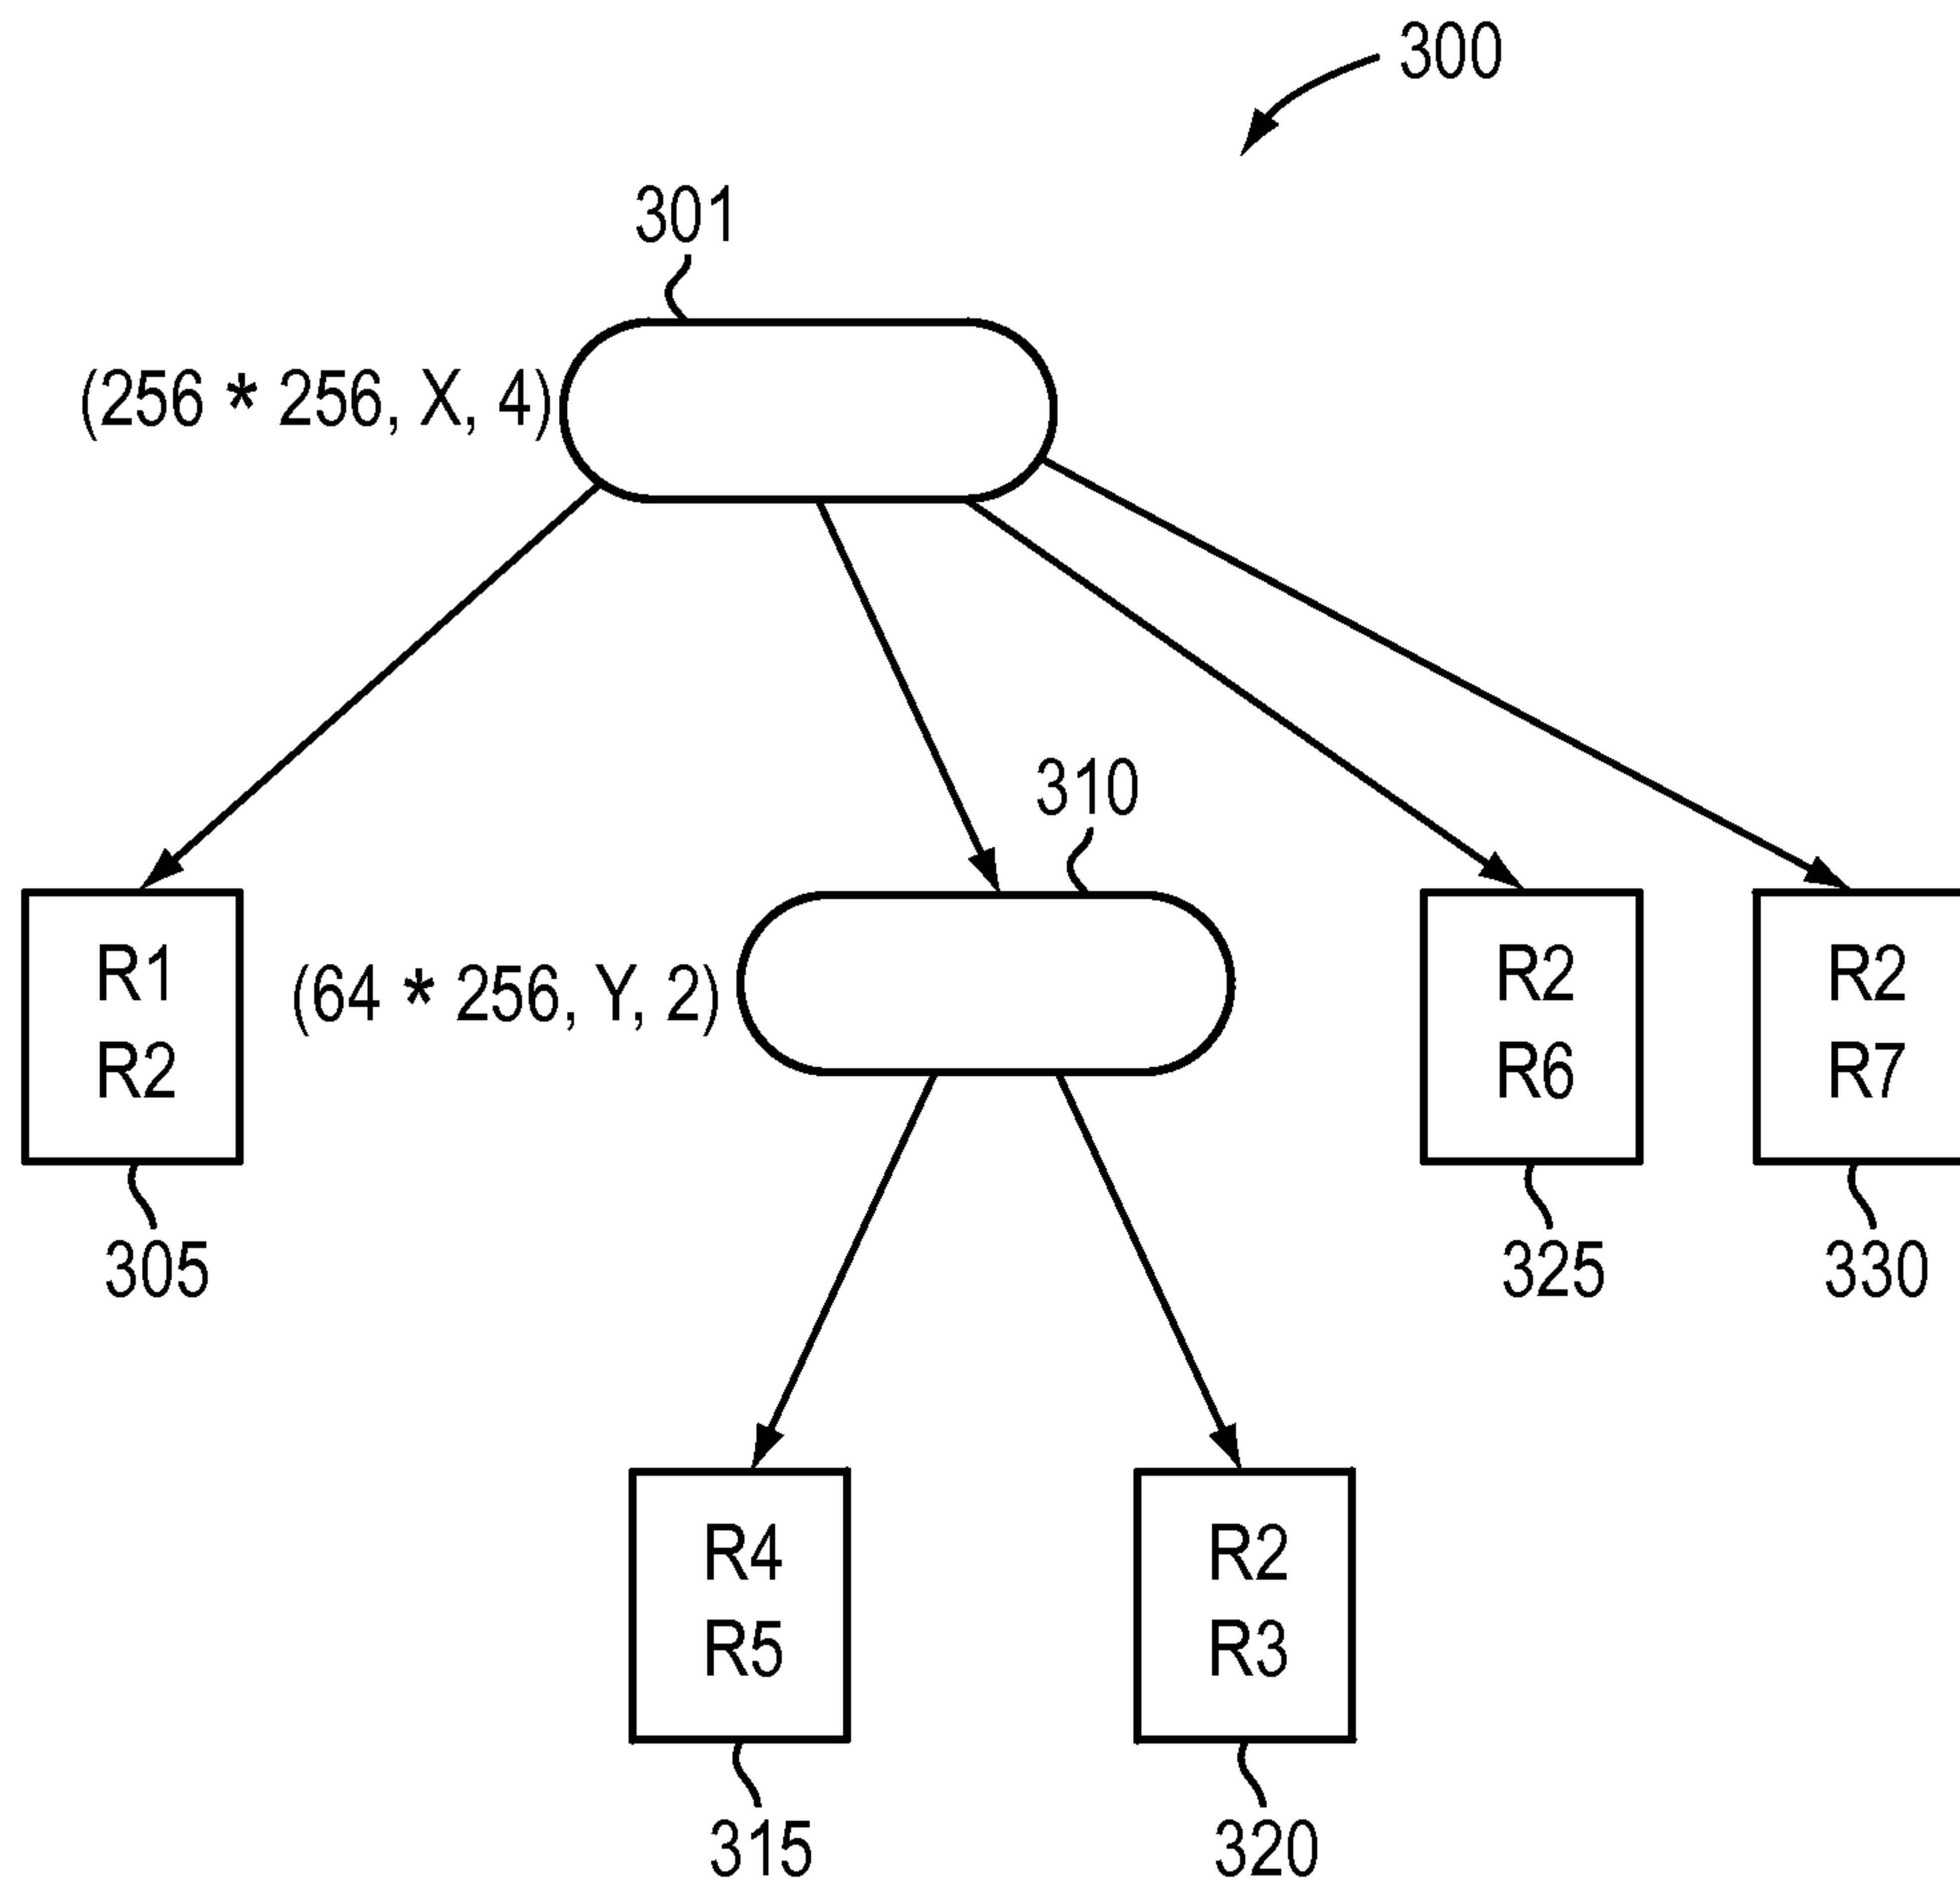 300
301
(256 * 256, X, 4)
310
R1
R2
(64 * 256, Y, 2)
R2
R6
R2
R7
305
325
330
R4
R5
R2
R3
315
320